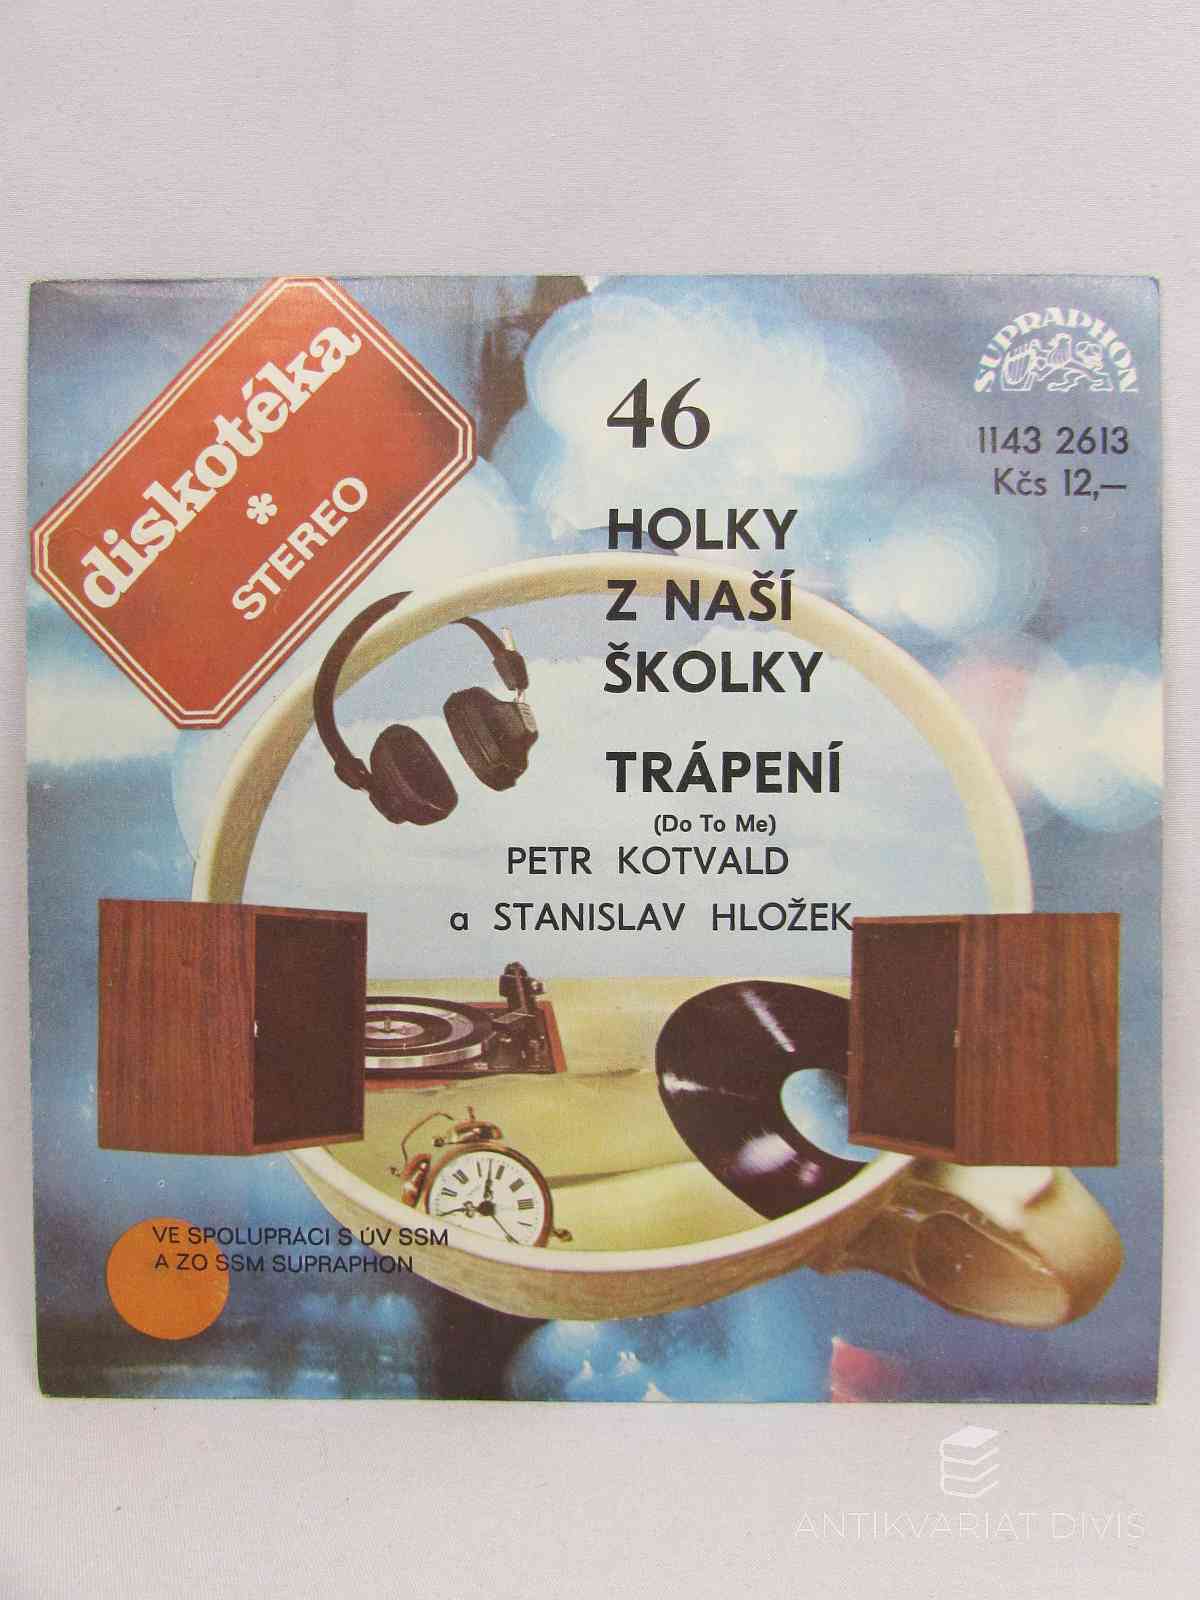 diskotéka
STEREO
SUPRAPHON
46
1143 2613
Kčs 12,—
HOLKY
Z NAŠÍ
ŠKOLKY
TRÁPENÍ
(Do To Me)
PETR KOTVALD
a STANISLAV HLOŽEK
VE SPOLUPRÁCI S ÚV SSM
A ZO SSM SUPRAPHON
ANTIKVARIAT DIVIS